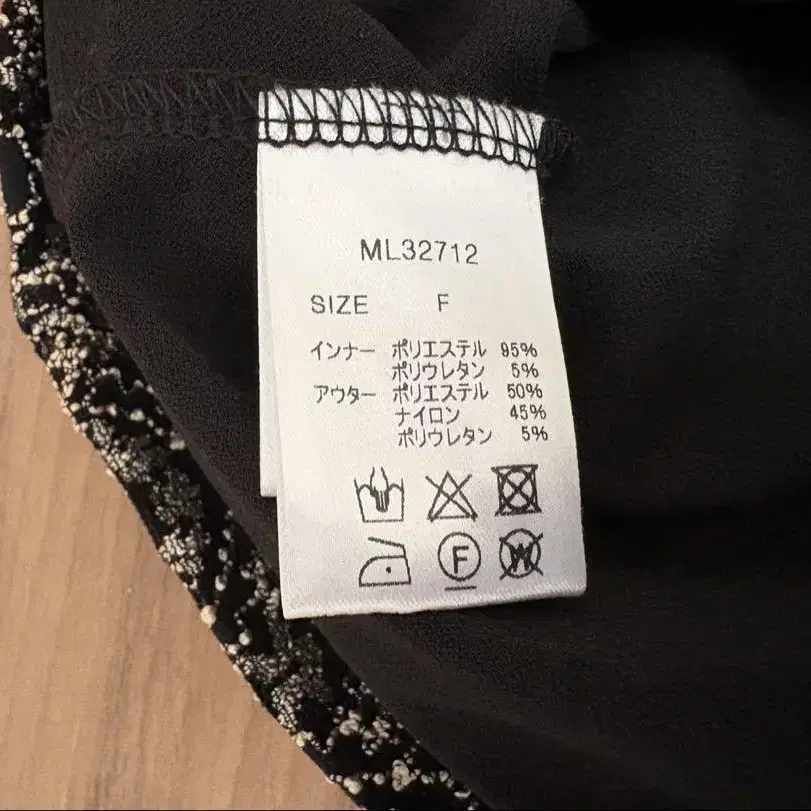 ML32712
SIZE F
インナー ポリエステル 95%
ポリウレタン 5%
アウター ポリエステル 50%
ナイロン 45%
ポリウレタン 5%
F W